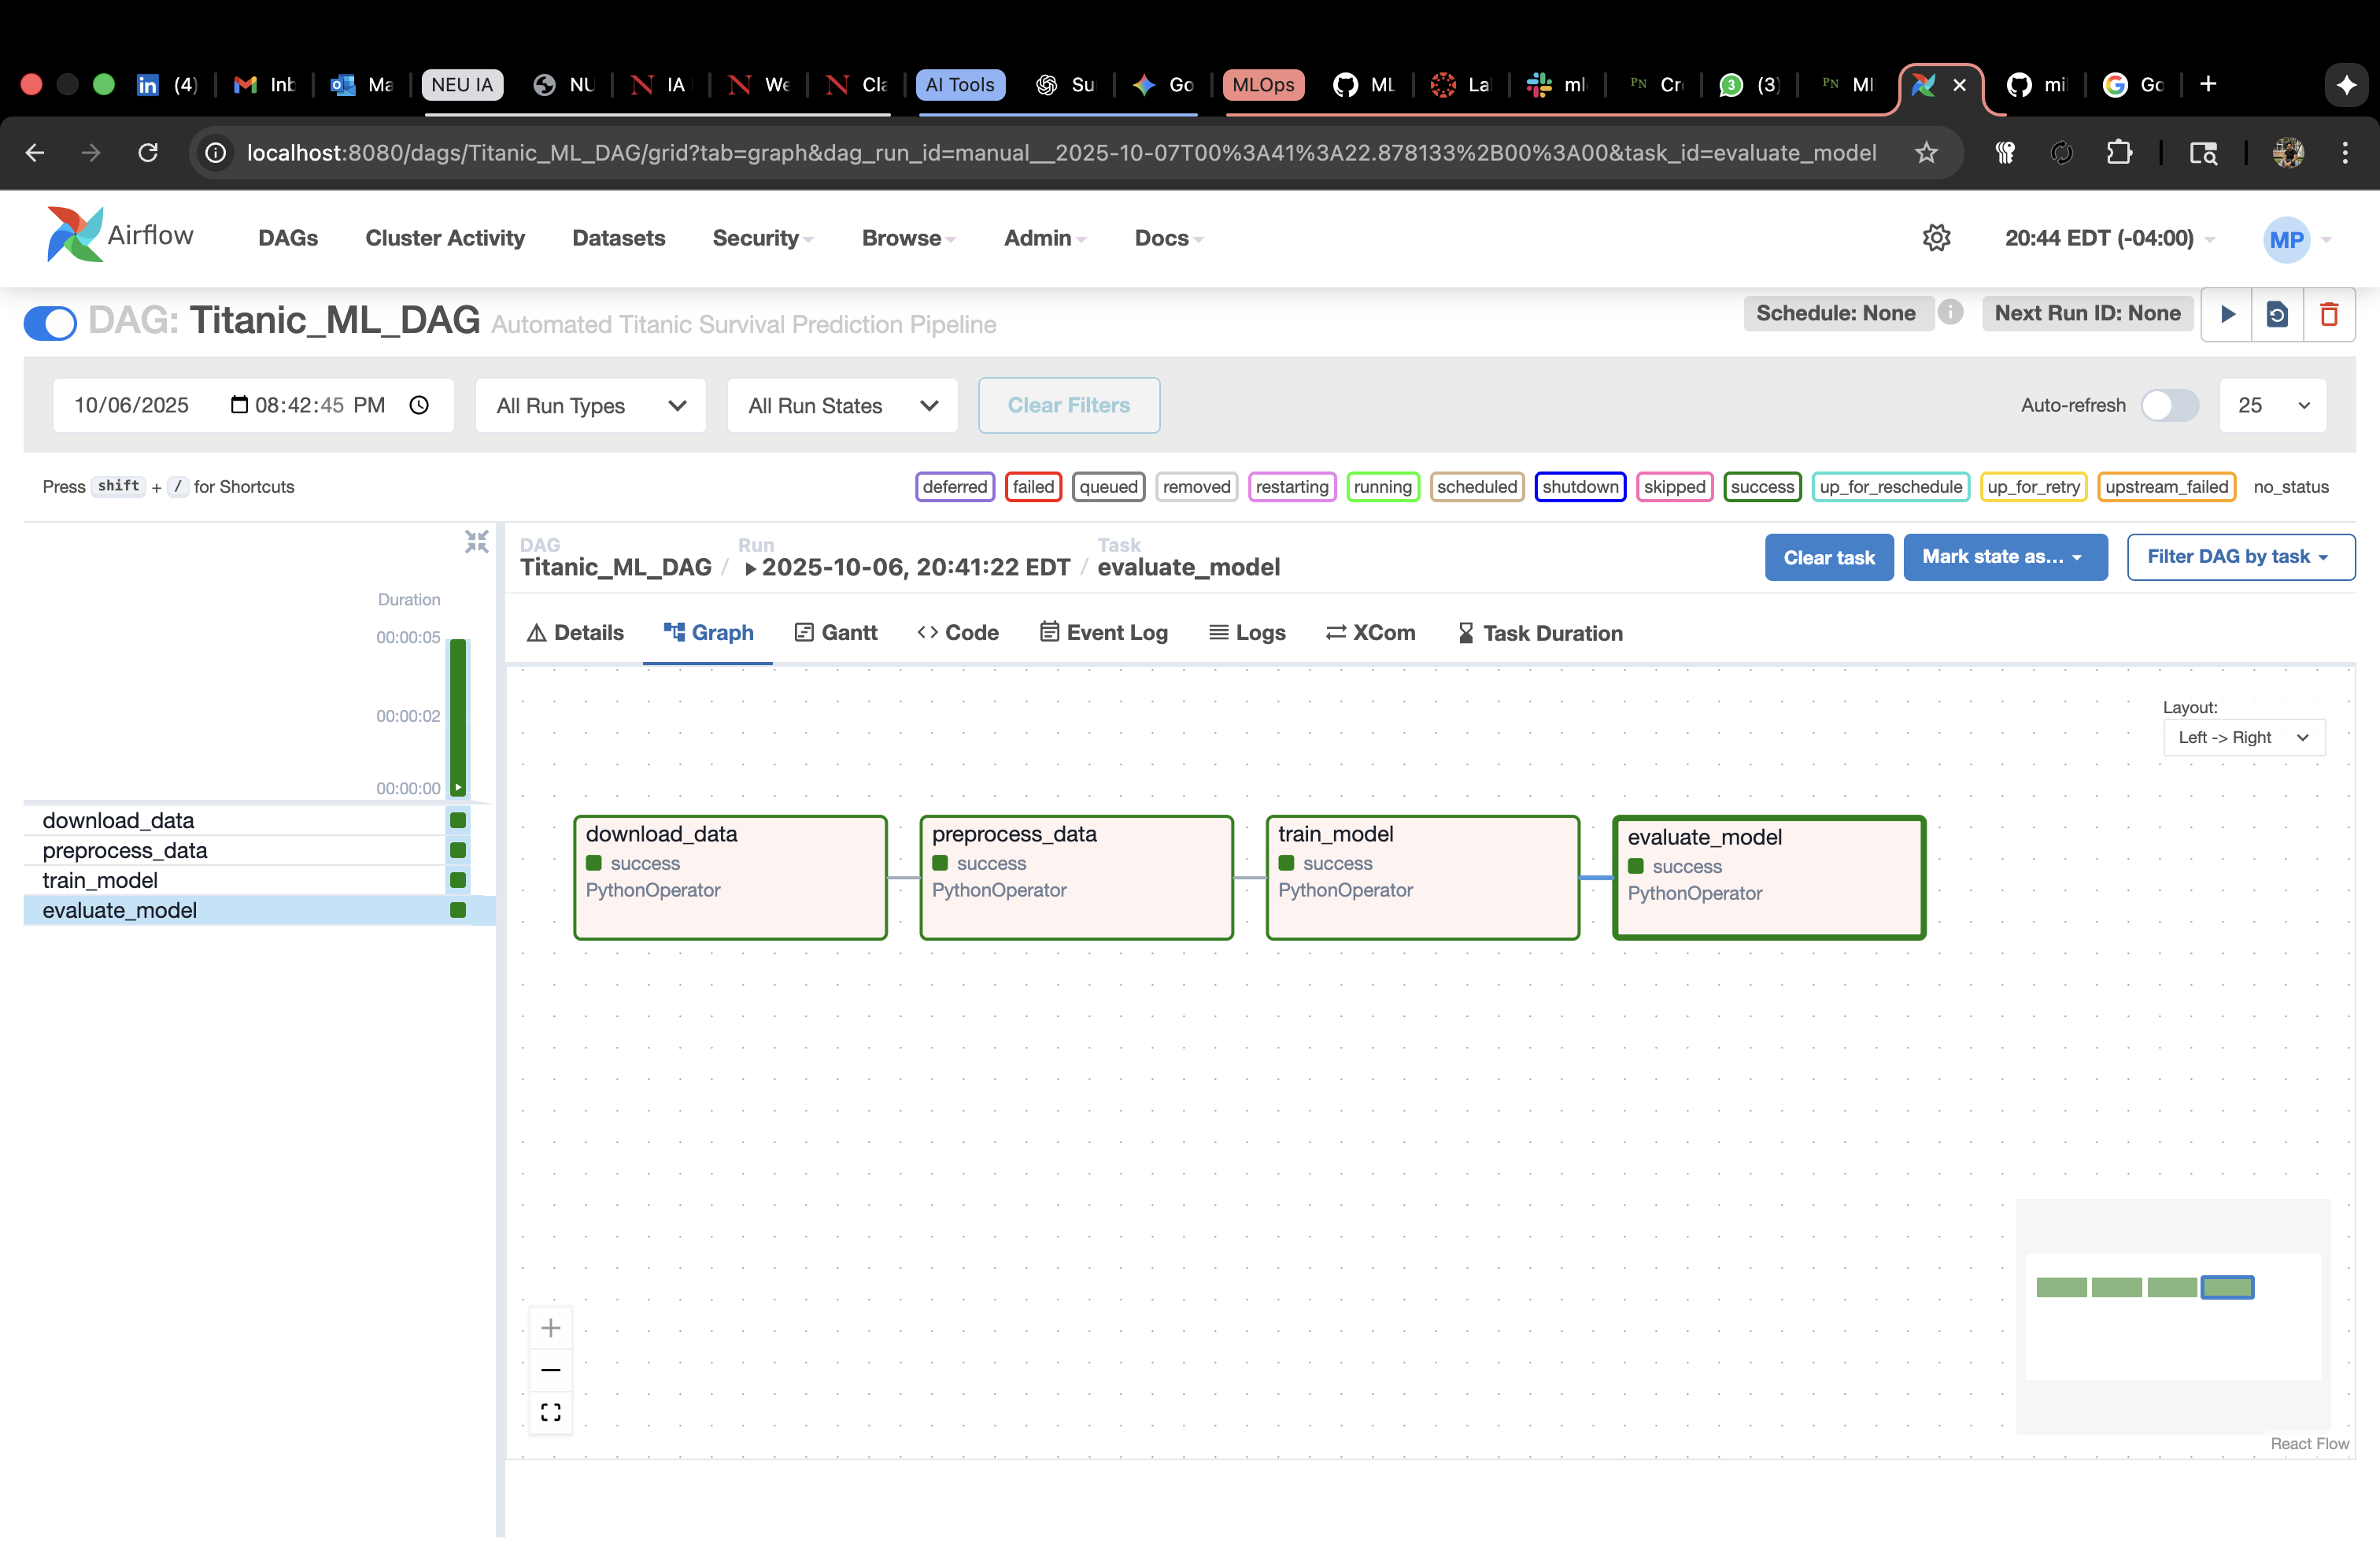 (4) Inb Ma NEU IA NU IA We Cla AI Tools Su Go MLOps ML La ml Cr 3 (3) MI mi Go
localhost:8080/dags/Titanic_ML_DAG/grid?tab=graph&dag_run_id=manual__2025-10-07T00%3A41%3A22.878133%2B00%3A00&task_id=evaluate_model
Airflow DAGs Cluster Activity Datasets Security Browse Admin Docs 20:44 EDT (-04:00) MP
DAG: Titanic_ML_DAG Automated Titanic Survival Prediction Pipeline Schedule: None Next Run ID: None
10/06/2025 08:42:45 PM All Run Types All Run States Clear Filters Auto-refresh 25
Press shift + / for Shortcuts deferred failed queued removed restarting running scheduled shutdown skipped success up_for_reschedule up_for_retry upstream_failed no_status
DAG Run Task
Titanic_ML_DAG / 2025-10-06, 20:41:22 EDT / evaluate_model
Clear task Mark state as... Filter DAG by task
Details Graph Gantt Code Event Log Logs XCom Task Duration
Duration
00:00:05
00:00:02
00:00:00
download_data
preprocess_data
train_model
evaluate_model
Layout:
Left -> Right
download_data
success
PythonOperator
preprocess_data
success
PythonOperator
train_model
success
PythonOperator
evaluate_model
success
PythonOperator
React Flow